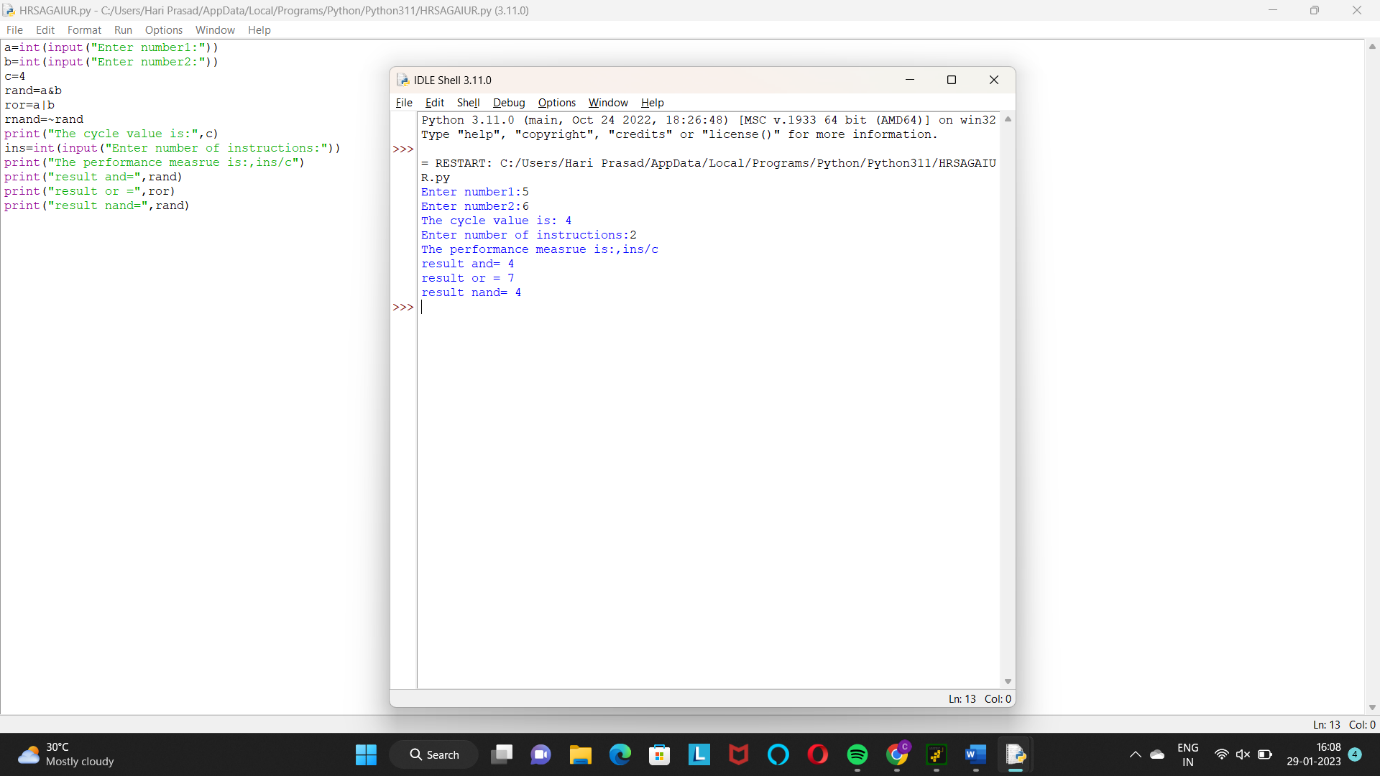 HRSAGAIUR.py - C:/Users/Hari Prasad/AppData/Local/Programs/Python/Python311/HRSAGAIUR.py (3.11.0)
File Edit Format Run Options Window Help
a=int(input("Enter number1:"))
b=int(input("Enter number2:"))
c=4
rand=a&b
ror=a|b
rnand=~rand
print("The cycle value is:",c)
ins=int(input("Enter number of instructions:"))
print("The performance measrue is:,ins/c")
print("result and=",rand)
print("result or =",ror)
print("result nand=",rand)
IDLE Shell 3.11.0
File Edit Shell Debug Options Window Help
Python 3.11.0 (main, Oct 24 2022, 18:26:48) [MSC v.1933 64 bit (AMD64)] on win32
Type "help", "copyright", "credits" or "license()" for more information.
>>>
= RESTART: C:/Users/Hari Prasad/AppData/Local/Programs/Python/Python311/HRSAGAIU
R.py
Enter number1:5
Enter number2:6
The cycle value is: 4
Enter number of instructions:2
The performance measrue is:,ins/c
result and= 4
result or = 7
result nand= 4
>>>
Ln: 13 Col: 0
Ln: 13 Col: 0
30°C
Mostly cloudy
Search
L
C
W
ENG
IN
16:08
29-01-2023
4